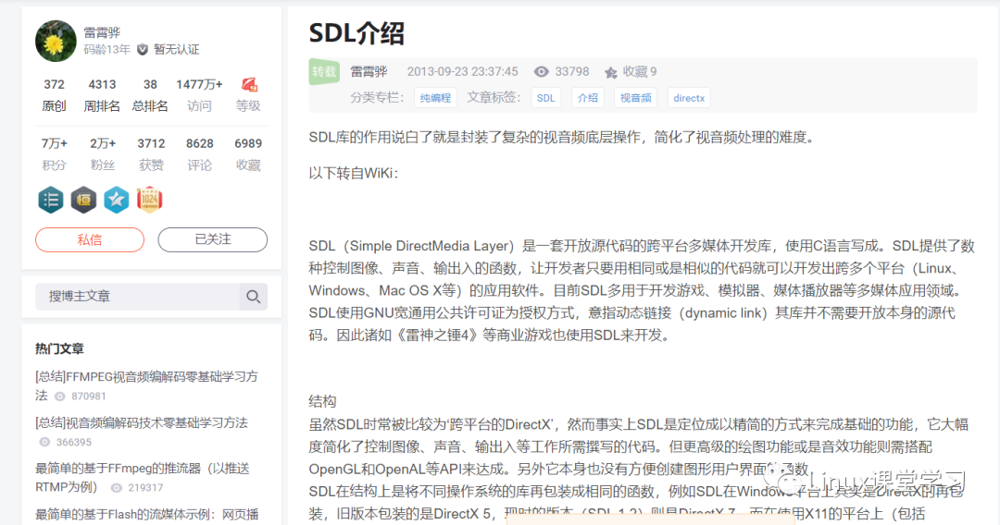 雷霄骅
码龄13年 暂无认证
372 4313 38 1477万+
原创 周排名 总排名 访问 等级
7万+ 2万+ 3712 8628 6989
积分 粉丝 获赞 评论 收藏
1024
私信 已关注
搜博主文章
热门文章
[总结]FFMPEG视音频编解码零基础学习方
法 870981
[总结]视音频编解码技术零基础学习方法
366395
最简单的基于FFmpeg的推流器（以推送
RTMP为例） 219317
最简单的基于Flash的流媒体示例：网页播
SDL介绍
转载 雷霄骅 2013-09-23 23:37:45 33798 收藏 9
分类专栏： 纯编程 文章标签： SDL 介绍 视音频 directx
SDL库的作用说白了就是封装了复杂的视音频底层操作，简化了视音频处理的难度。
以下转自WiKi：
SDL（Simple DirectMedia Layer）是一套开放源代码的跨平台多媒体开发库，使用C语言写成。SDL提供了数
种控制图像、声音、输出入的函数，让开发者只要用相同或是相似的代码就可以开发出跨多个平台（Linux、
Windows、Mac OS X等）的应用软件。目前SDL多用于开发游戏、模拟器、媒体播放器等多媒体应用领域。
SDL使用GNU宽通用公共许可证为授权方式，意指动态链接（dynamic link）其库并不需要开放本身的源代
码。因此诸如《雷神之锤4》等商业游戏也使用SDL来开发。
结构
虽然SDL时常被比较为‘跨平台的DirectX’，然而事实上SDL是定位成以精简的方式来完成基础的功能，它大幅
度简化了控制图像、声音、输出入等工作所需撰写的代码。但更高级的绘图功能或是音效功能则需搭配
OpenGL和OpenAL等API来达成。另外它本身也没有方便创建图形用户界面的函数
SDL在结构上是将不同操作系统的库再包装成相同的函数，例如SDL在Windows平台上其实是DirectX的再包
装，旧版本包装的是DirectX 5，现时的版本（SDL 1.2）则是DirectX 7。而在使用X11的平台上（包括
Linux课堂学习